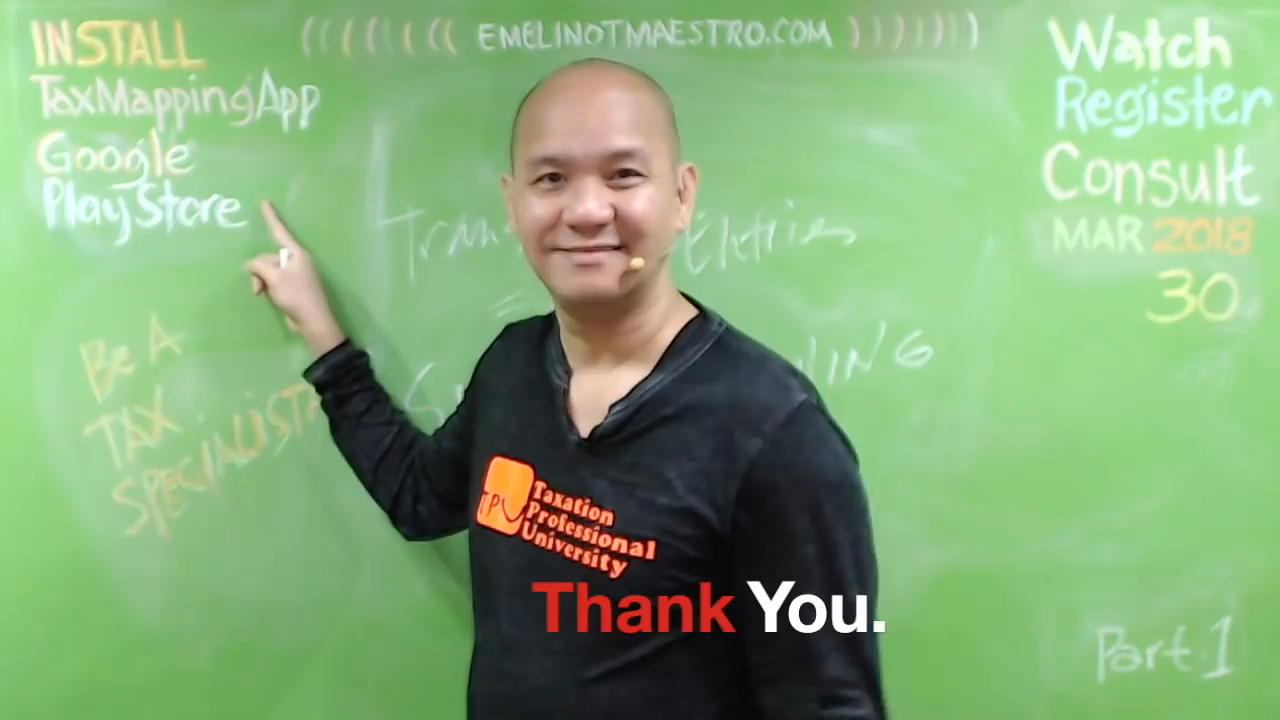 INSTALL
TaxMappingApp
Google
PlayStore
((((((( EMELINOTMAESTRO.COM )))))))
Watch
Register
Consult
MAR 2018
30
Be A
TAX
SPECIALIST
Entries
Taxation
Professional
University
Thank You.
Part 1